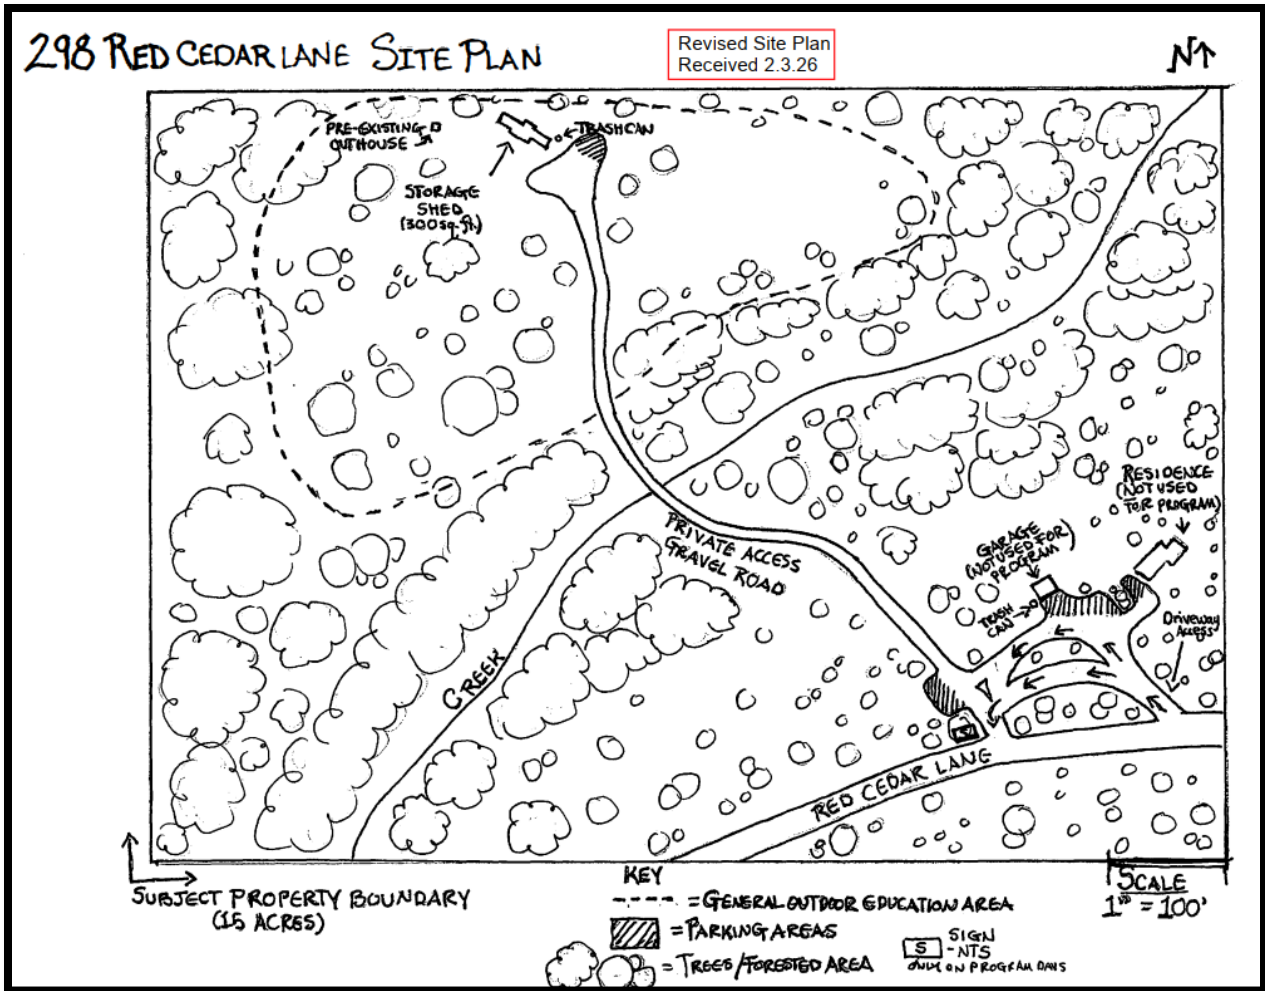 298 RED CEDAR LANE SITE PLAN
Revised Site Plan
Received 2.3.26
N↑
PRE-EXISTING
OUTHOUSE
TRASHCAN
STORAGE
SHED
(300 sq. ft.)
RESIDENCE
(NOT USED
FOR PROGRAM)
GARAGE
(NOT USED FOR
PROGRAM
TRASH
CAN
Driveway
Access
PRIVATE ACCESS
GRAVEL ROAD
CREEK
S
RED CEDAR LANE
SUBJECT PROPERTY BOUNDARY
(15 ACRES)
KEY
= GENERAL OUTDOOR EDUCATION AREA
= PARKING AREAS
= TREES/FORESTED AREA
S
SIGN
- NTS
ONLY ON PROGRAM DAYS
SCALE
1" = 100'